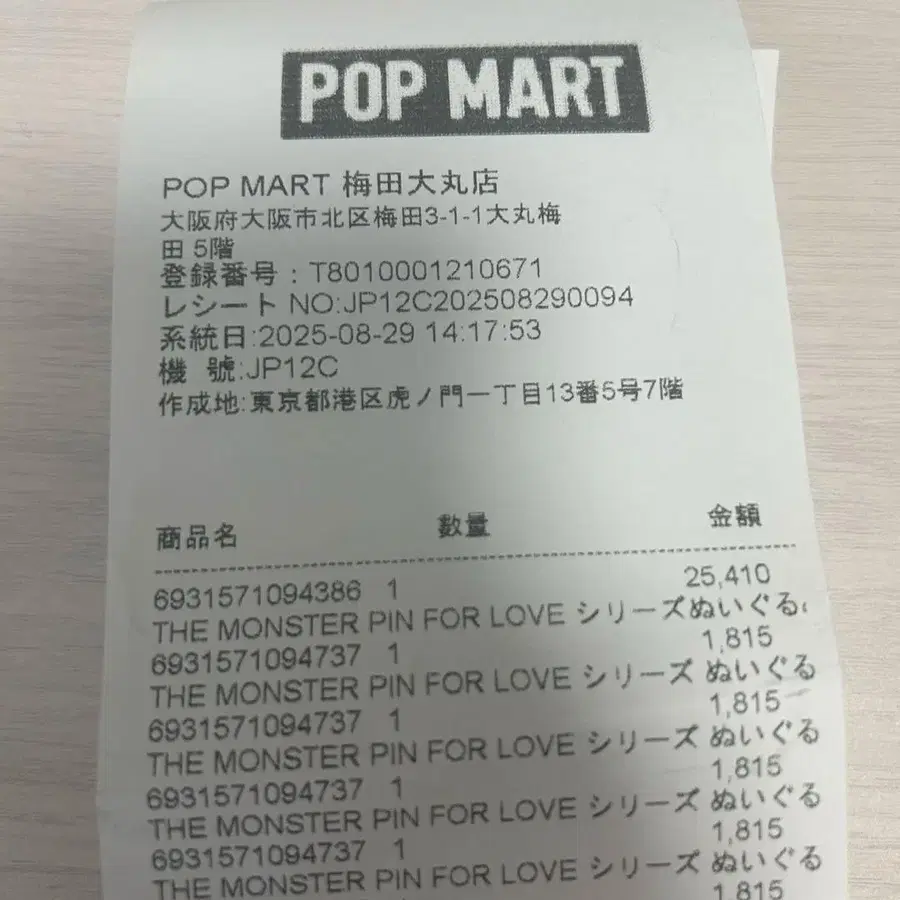 POP MART
POP MART 梅田大丸店
大阪府大阪市北区梅田3-1-1大丸梅
田 5階
登録番号：T8010001210671
レシート NO:JP12C202508290094
系統日:2025-08-29 14:17:53
機 號:JP12C
作成地:東京都港区虎ノ門一丁目13番5号7階
商品名 数量 金額
6931571094386 1 25,410
THE MONSTER PIN FOR LOVE シリーズぬいぐる
6931571094737 1 1,815
THE MONSTER PIN FOR LOVE シリーズ ぬいぐる
6931571094737 1 1,815
THE MONSTER PIN FOR LOVE シリーズ ぬいぐる
6931571094737 1 1,815
THE MONSTER PIN FOR LOVE シリーズ ぬいぐる
6931571094737 1 1,815
THE MONSTER PIN FOR LOVE シリーズ ぬいぐる
1,815